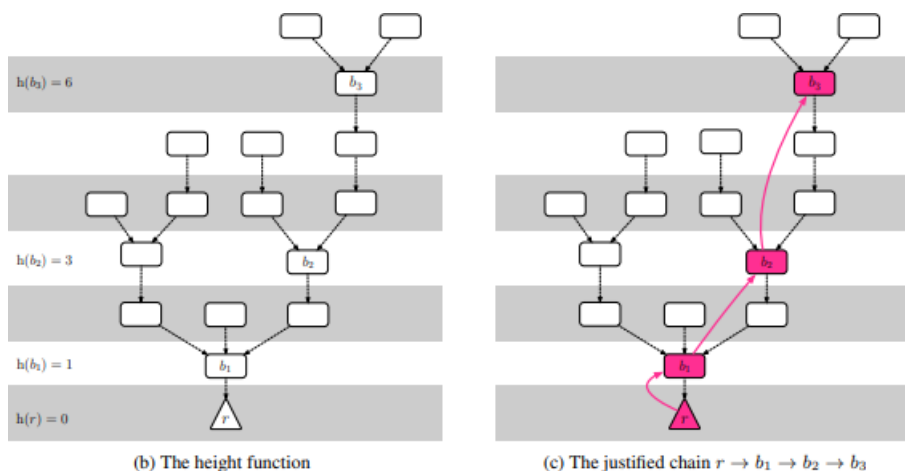 h(b₃) = 6
b₃
b₃
h(b₂) = 3
b₂
b₂
h(b₁) = 1
b₁
b₁
h(r) = 0
r
r
(b) The height function
(c) The justified chain r → b₁ → b₂ → b₃